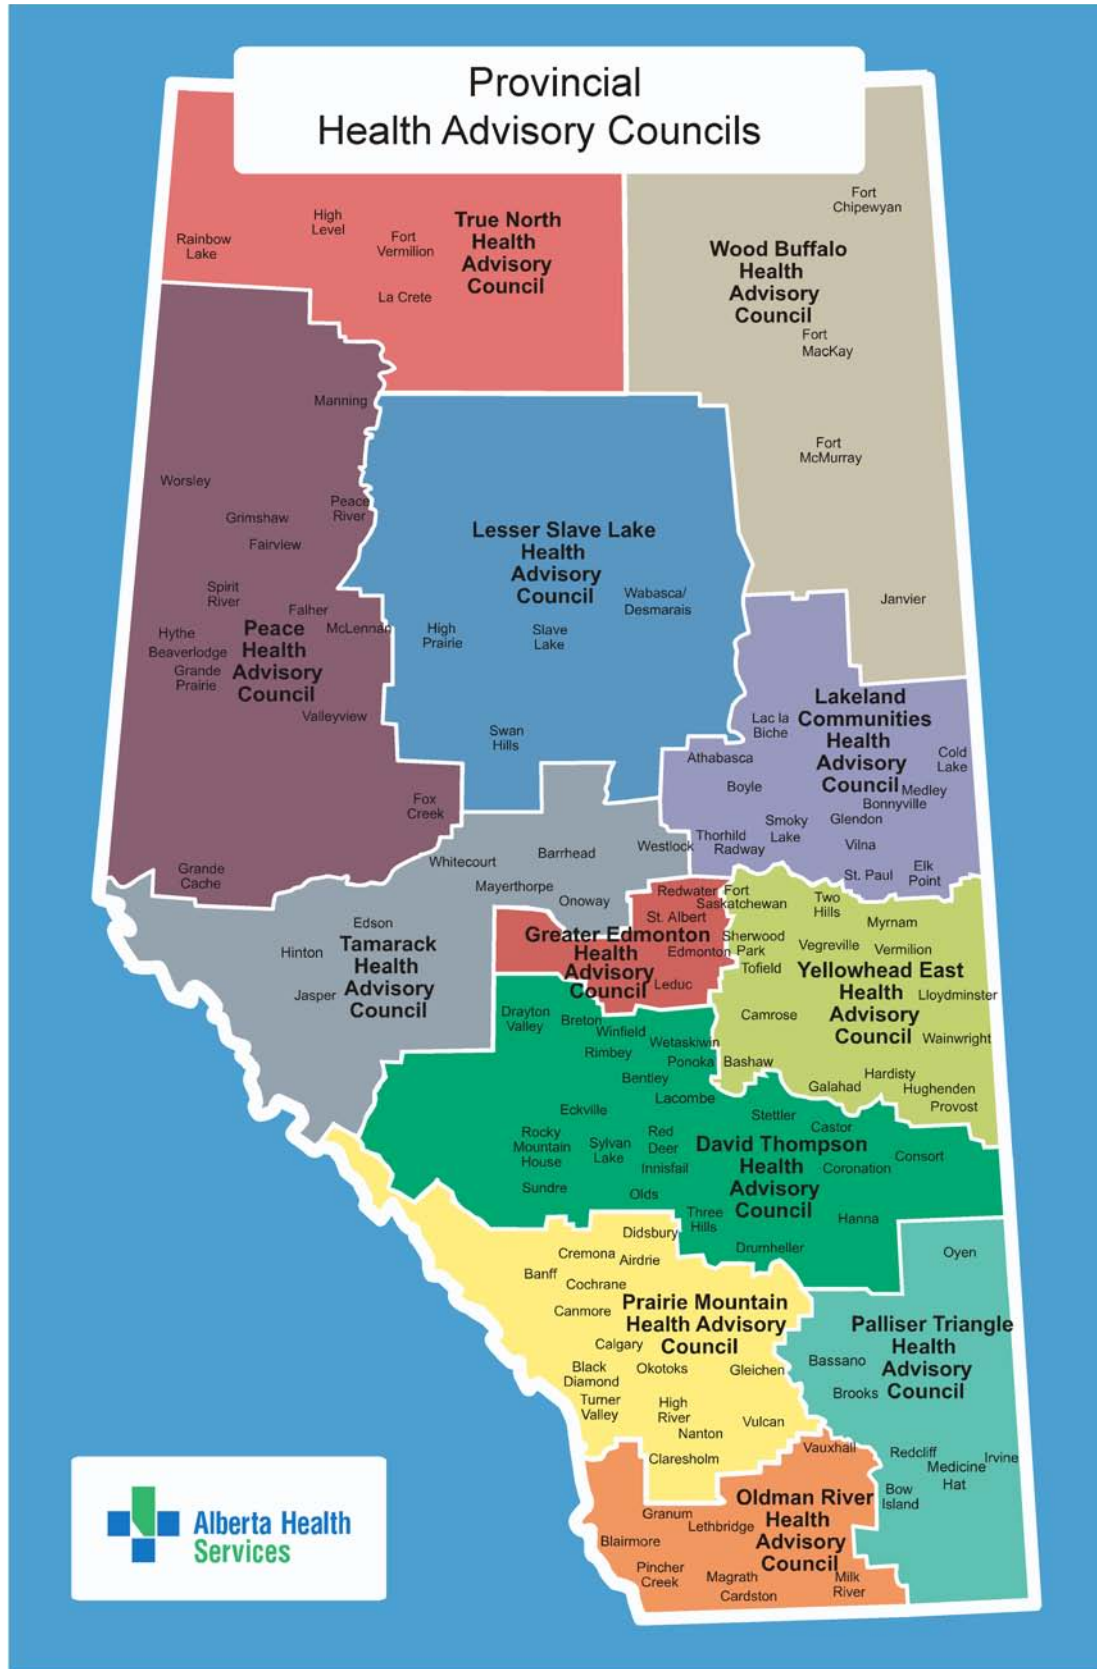 Provincial
Health Advisory Councils
True North
Health
Advisory
Council
Rainbow
Lake
High
Level
Fort
Vermilion
La Crete
Wood Buffalo
Health
Advisory
Council
Fort
Chipewyan
Fort
MacKay
Fort
McMurray
Janvier
Manning
Worsley
Grimshaw
Peace
River
Fairview
Spirit
River
Falher
McLennan
Hythe
Beaverlodge
Grande
Prairie
Peace
Health
Advisory
Council
Valleyview
Fox
Creek
Grande
Cache
Lesser Slave Lake
Health
Advisory
Council
Wabasca/
Desmarais
High
Prairie
Slave
Lake
Swan
Hills
Lakeland
Communities
Health
Advisory
Council
Lac la
Biche
Cold
Lake
Athabasca
Boyle
Medley
Bonnyville
Glendon
Smoky
Lake
Thorhild
Radway
Vilna
St. Paul
Elk
Point
Whitecourt
Barrhead
Westlock
Mayerthorpe
Onoway
Edson
Hinton
Jasper
Tamarack
Health
Advisory
Council
Redwater
St. Albert
Greater Edmonton
Health
Advisory
Council
Edmonton
Leduc
Fort
Saskatchewan
Two
Hills
Myrnam
Sherwood
Park
Vegreville
Vermilion
Tofield
Yellowhead East
Health
Advisory
Council
Lloydminster
Camrose
Wainwright
Bashaw
Hardisty
Galahad
Hughenden
Provost
Drayton
Valley
Breton
Winfield
Wetaskiwin
Rimbey
Ponoka
Bentley
Lacombe
Eckville
Stettler
Castor
Rocky
Mountain
House
Sylvan
Lake
Red
Deer
Innisfail
David Thompson
Health
Advisory
Council
Coronation
Consort
Sundre
Olds
Three
Hills
Hanna
Drumheller
Didsbury
Cremona
Airdrie
Banff
Cochrane
Canmore
Prairie Mountain
Health Advisory
Council
Calgary
Black
Diamond
Okotoks
Gleichen
Turner
Valley
High
River
Nanton
Vulcan
Claresholm
Oyen
Palliser Triangle
Health
Advisory
Council
Bassano
Brooks
Redcliff
Medicine
Hat
Irvine
Bow
Island
Vauxhall
Oldman River
Health
Advisory
Council
Granum
Lethbridge
Blairmore
Pincher
Creek
Magrath
Cardston
Milk
River
Alberta Health
Services